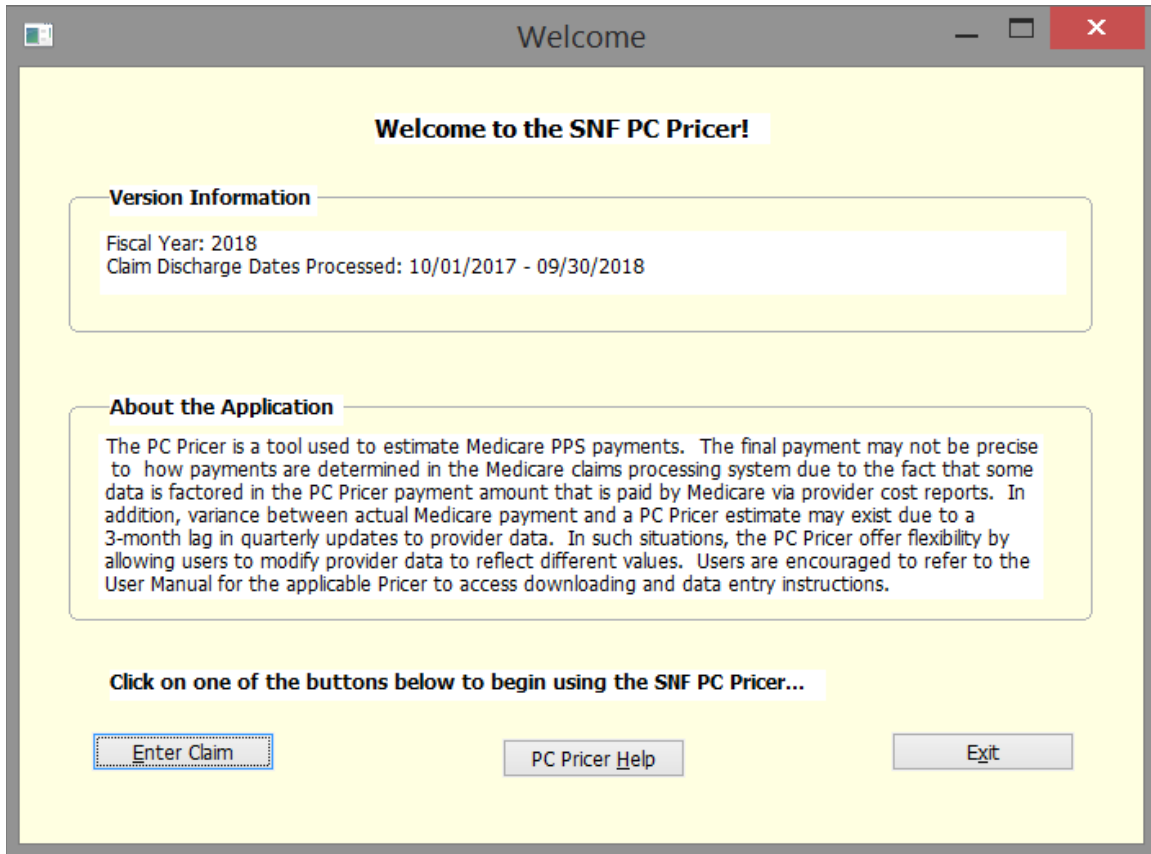 Welcome
Welcome to the SNF PC Pricer!
Version Information
Fiscal Year: 2018
Claim Discharge Dates Processed: 10/01/2017 - 09/30/2018
About the Application
The PC Pricer is a tool used to estimate Medicare PPS payments.  The final payment may not be precise
to  how payments are determined in the Medicare claims processing system due to the fact that some
data is factored in the PC Pricer payment amount that is paid by Medicare via provider cost reports.  In
addition, variance between actual Medicare payment and a PC Pricer estimate may exist due to a
3-month lag in quarterly updates to provider data.  In such situations, the PC Pricer offer flexibility by
allowing users to modify provider data to reflect different values.  Users are encouraged to refer to the
User Manual for the applicable Pricer to access downloading and data entry instructions.
Click on one of the buttons below to begin using the SNF PC Pricer...
Enter Claim
PC Pricer Help
Exit